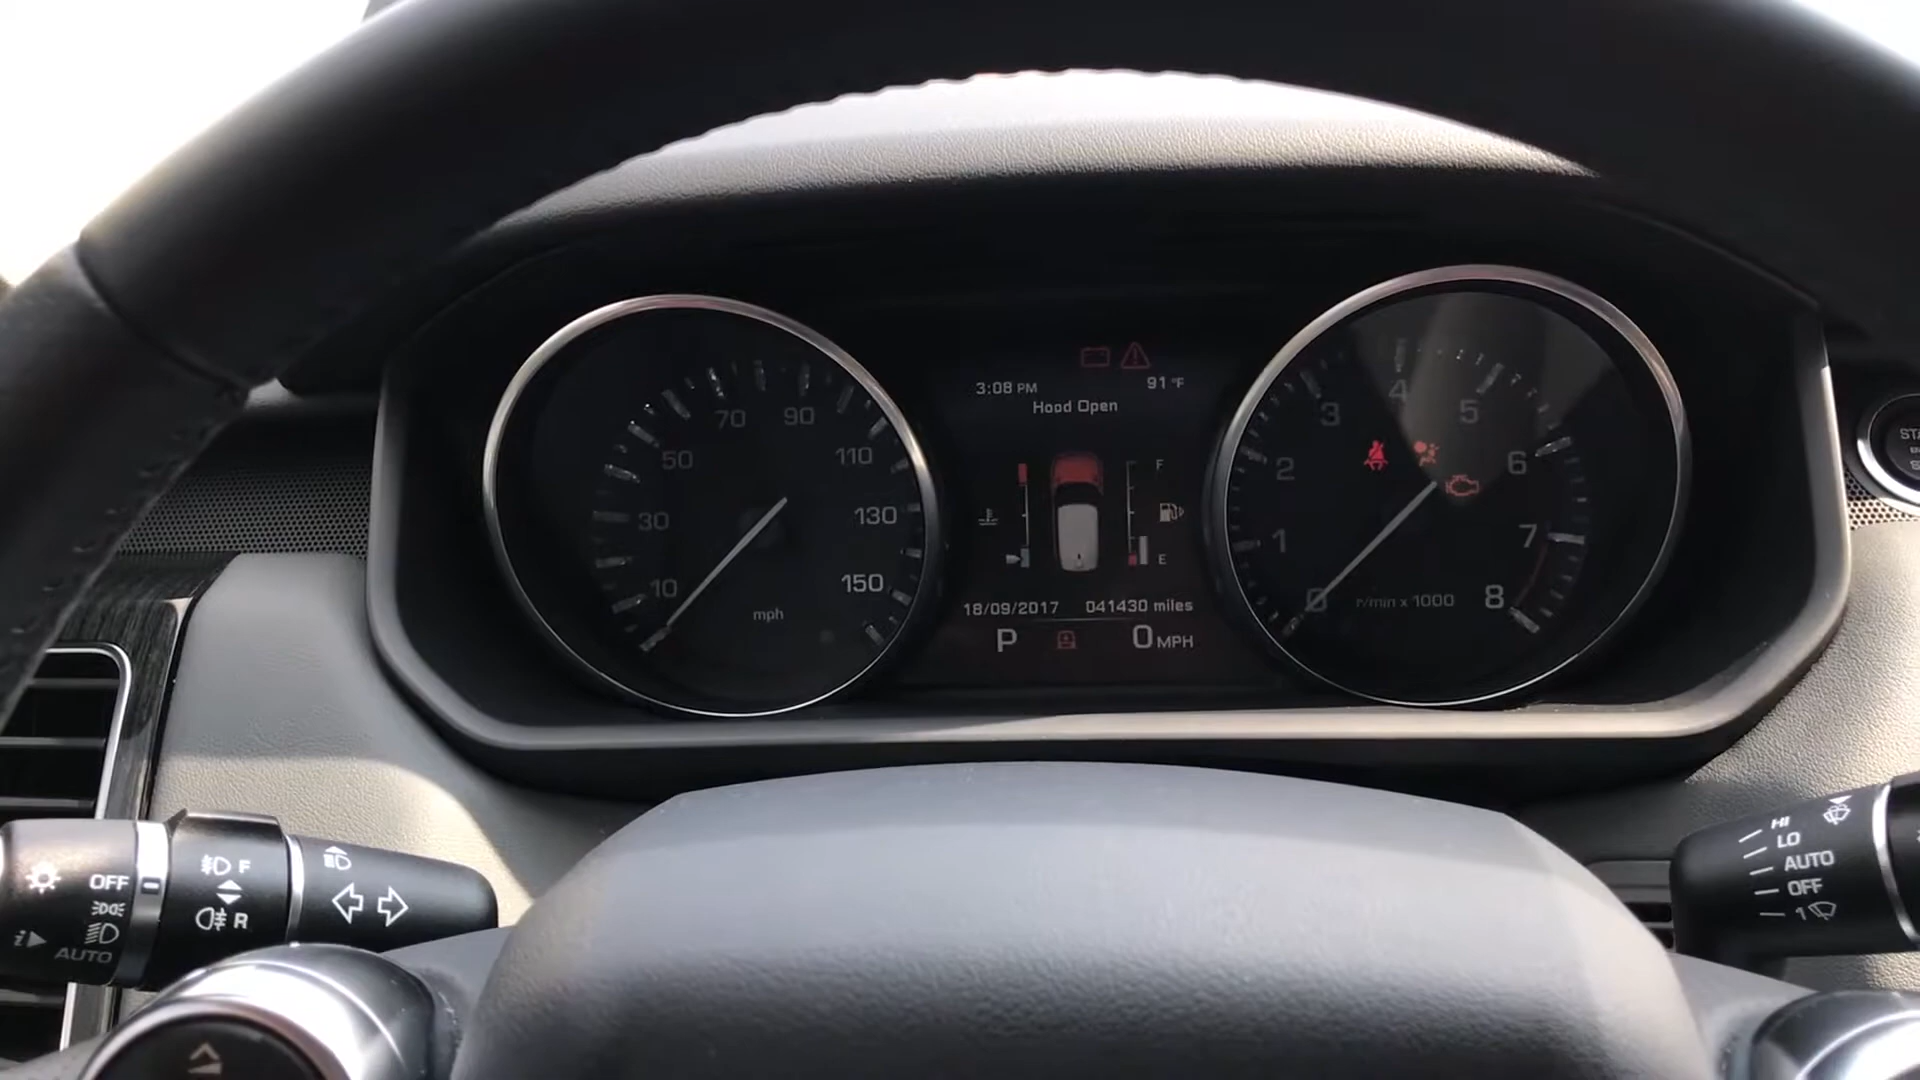 3:08 PM
91 °F
Hood Open
10
30
50
70
90
110
130
150
mph
F
E
18/09/2017
041430 miles
P
0 MPH
0
1
2
3
4
5
6
7
8
r/min x 1000
OFF
AUTO
F
R
HI
LO
AUTO
OFF
1